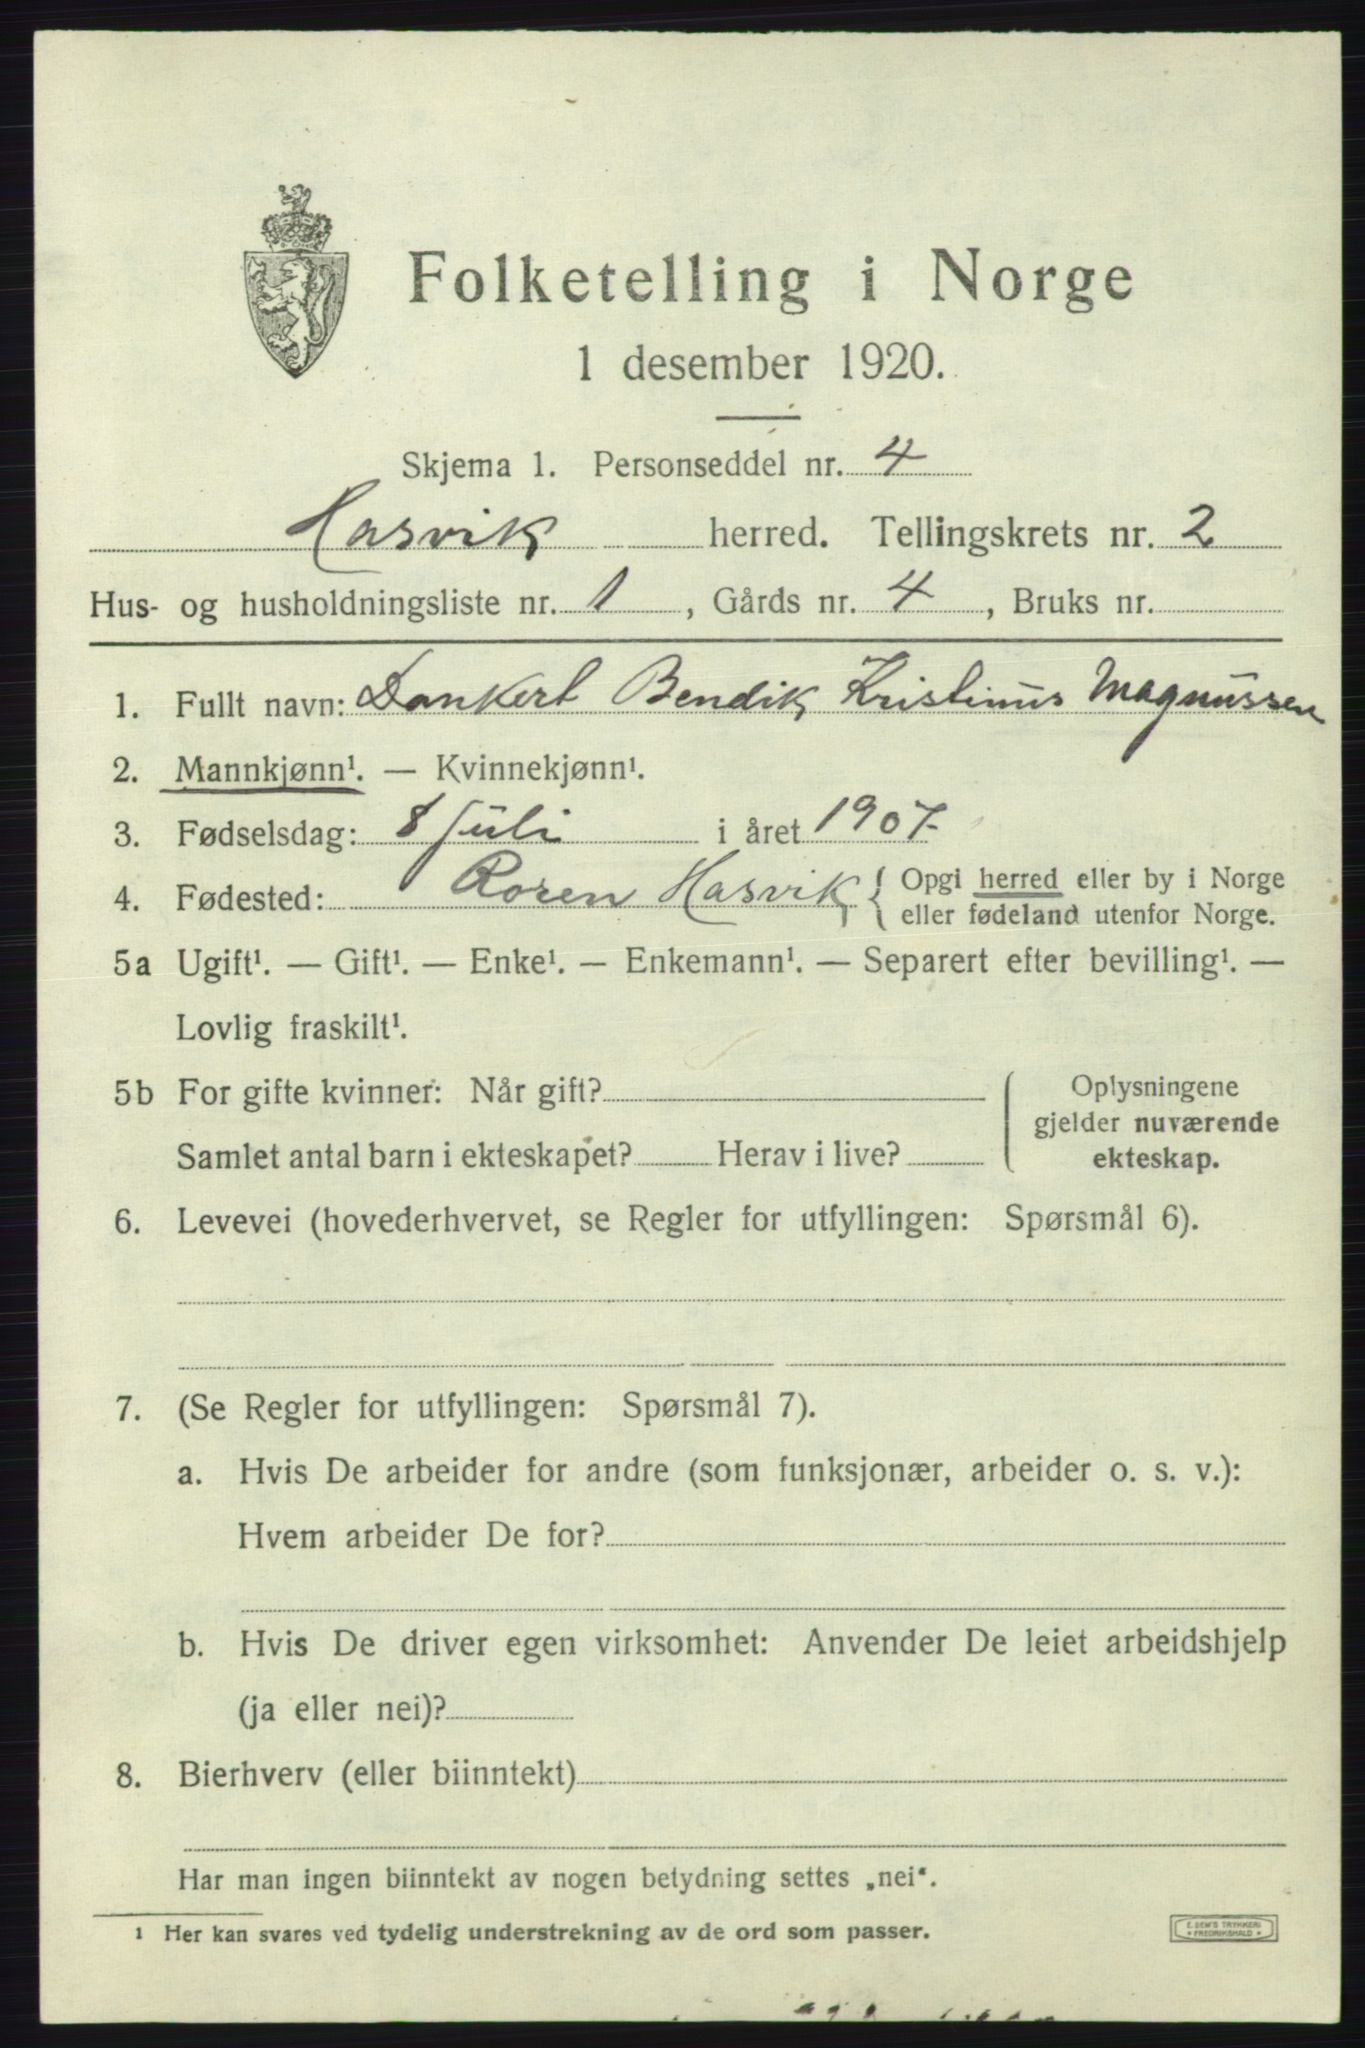 Folketelling i Norge
1 desember 1920.
Skjema 1. Personseddel nr. 4
Hasvik herred. Tellingskrets nr. 2
Hus- og husholdningsliste nr. 1, Gårds nr. 4, Bruks nr.
1. Fullt navn: Dankert Bendik Kristinus Magnussen
2. Mannkjønn¹. — Kvinnekjønn¹.
3. Fødselsdag: 8 Juli i året 1907
4. Fødested: Hasvik { Opgi herred eller by i Norge
eller fødeland utenfor Norge.
5a Ugift¹. — Gift¹. — Enke¹. — Enkemann¹. — Separert efter bevilling¹. —
Lovlig fraskilt¹.
5b For gifte kvinner: Når gift?
Samlet antal barn i ekteskapet? Herav i live?
Oplysningene
gjelder nuværende
ekteskap.
6. Levevei (hovederhvervet, se Regler for utfyllingen: Spørsmål 6).
7. (Se Regler for utfyllingen: Spørsmål 7).
a. Hvis De arbeider for andre (som funksjonær, arbeider o. s. v.):
Hvem arbeider De for?
b. Hvis De driver egen virksomhet: Anvender De leiet arbeidshjelp
(ja eller nei)?
8. Bierhverv (eller biinntekt)
Har man ingen biinntekt av nogen betydning settes „nei“.
1 Her kan svares ved tydelig understrekning av de ord som passer.
E. SEM'S TRYKKERI
* FREDRIKSHALD *